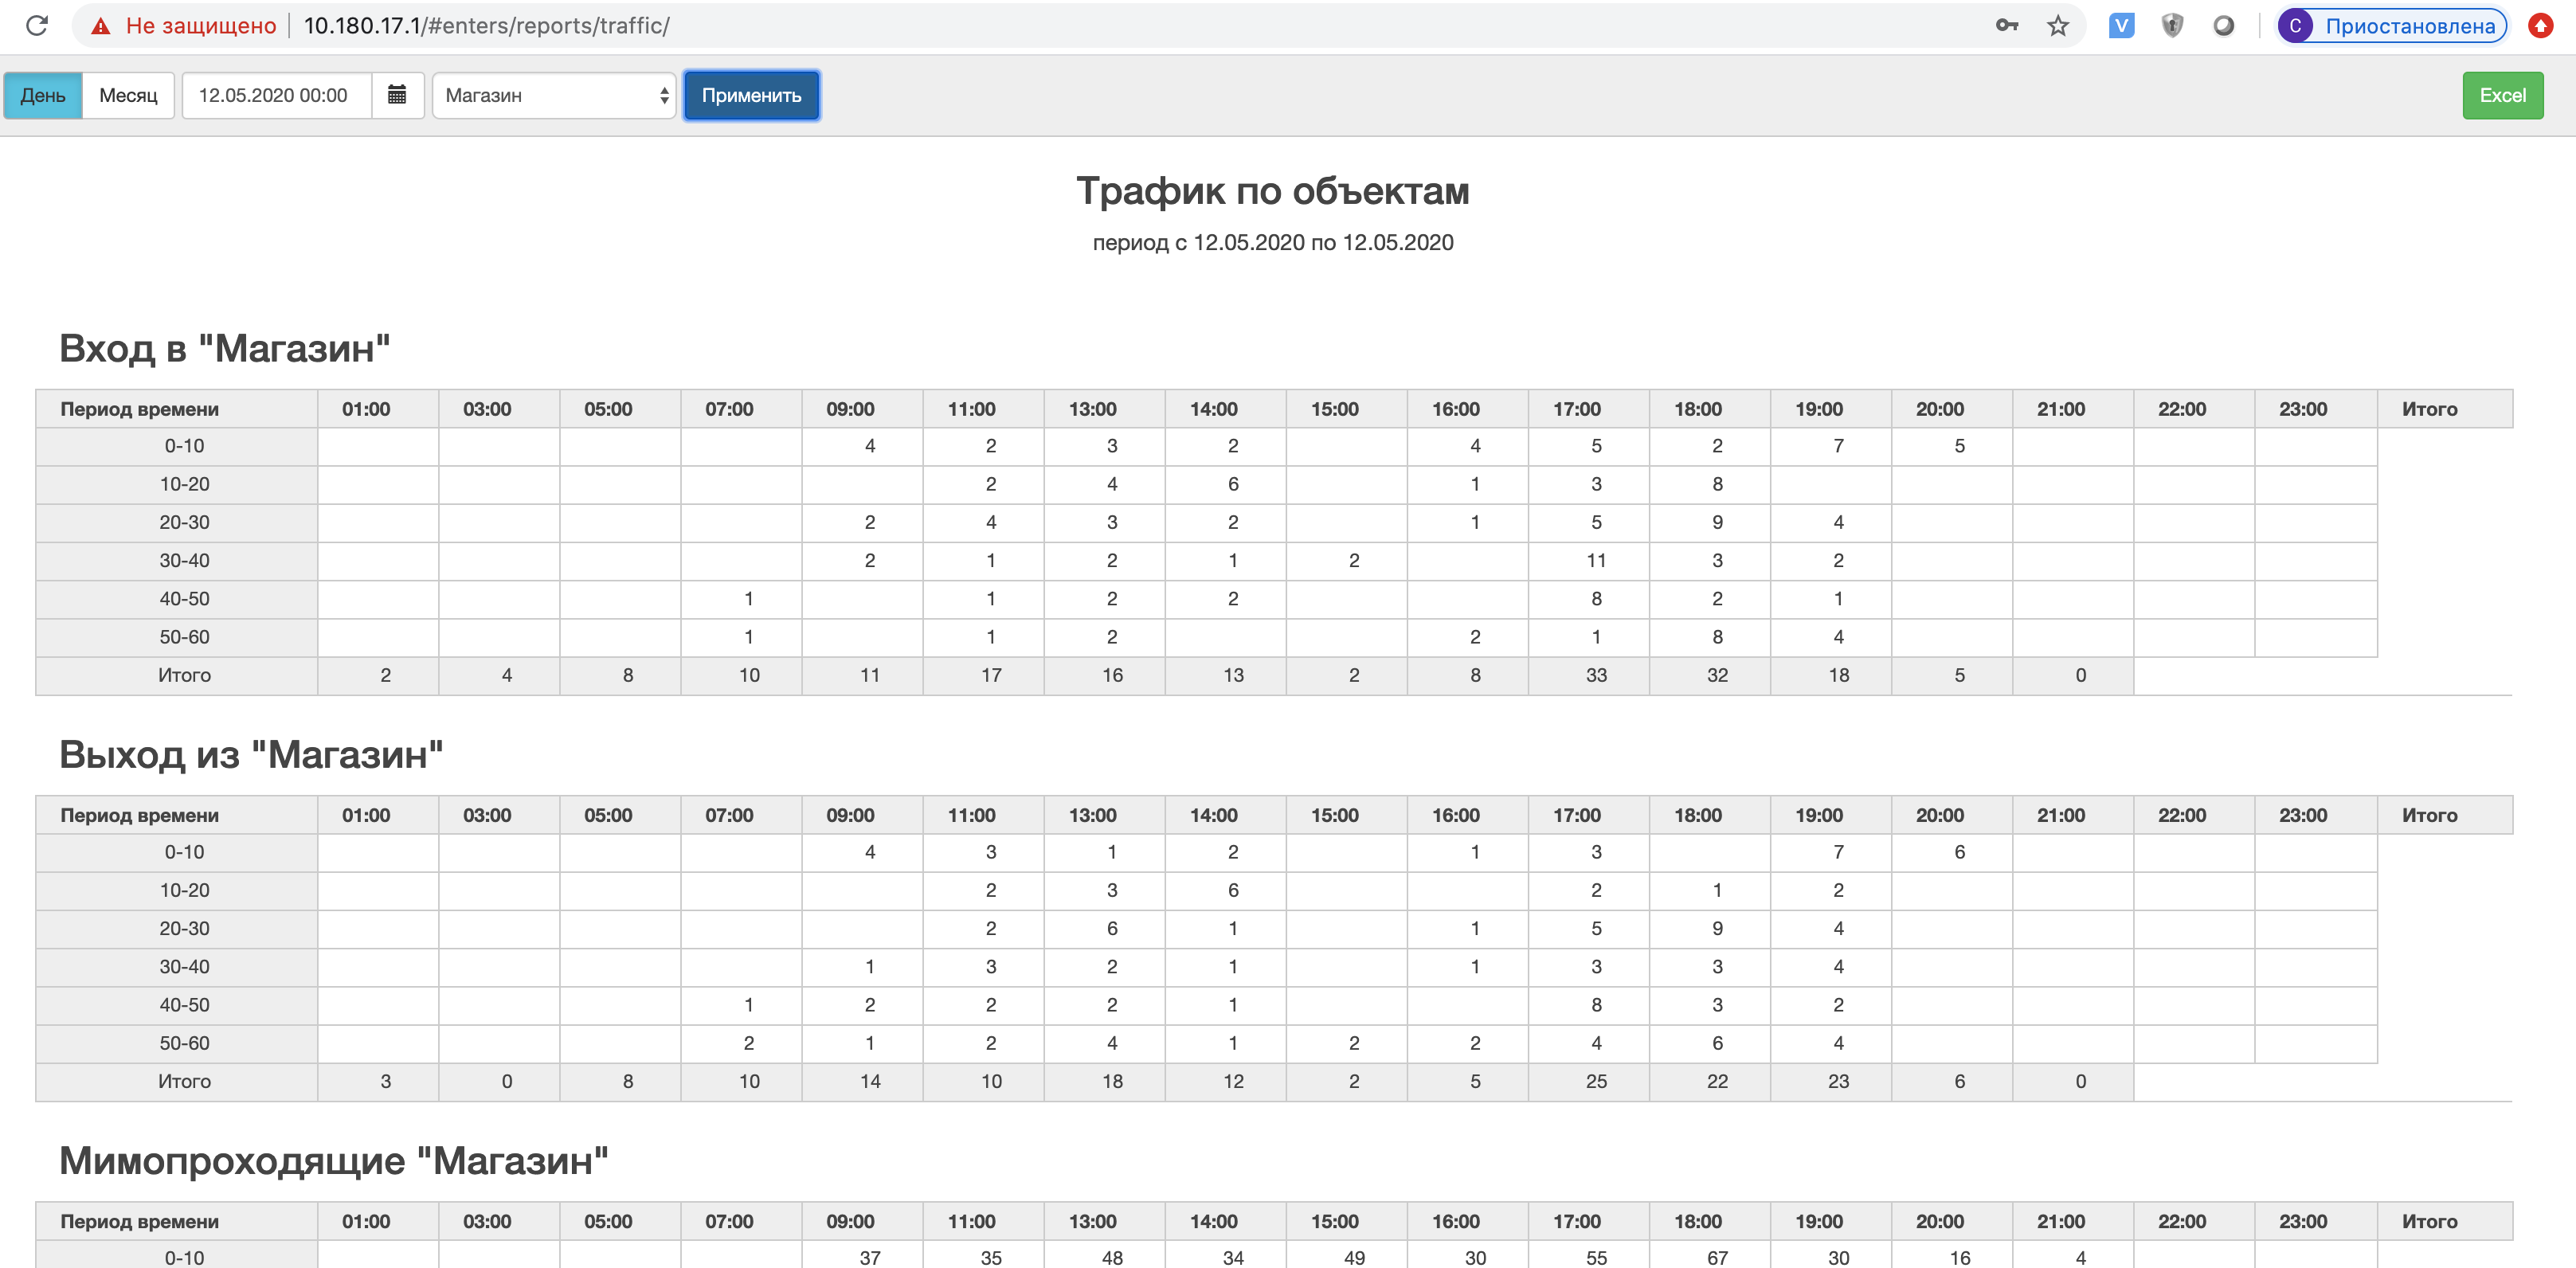 Не защищено | 10.180.17.1/#enters/reports/traffic/ V C Приостановлена
День Месяц 12.05.2020 00:00 Магазин Применить Excel
Трафик по объектам
период с 12.05.2020 по 12.05.2020
Вход в "Магазин"
Период времени 01:00 03:00 05:00 07:00 09:00 11:00 13:00 14:00 15:00 16:00 17:00 18:00 19:00 20:00 21:00 22:00 23:00 Итого
0-10 4 2 3 2 4 5 2 7 5
10-20 2 4 6 1 3 8
20-30 2 4 3 2 1 5 9 4
30-40 2 1 2 1 2 11 3 2
40-50 1 1 2 2 8 2 1
50-60 1 1 2 2 1 8 4
Итого 2 4 8 10 11 17 16 13 2 8 33 32 18 5 0
Выход из "Магазин"
Период времени 01:00 03:00 05:00 07:00 09:00 11:00 13:00 14:00 15:00 16:00 17:00 18:00 19:00 20:00 21:00 22:00 23:00 Итого
0-10 4 3 1 2 1 3 7 6
10-20 2 3 6 2 1 2
20-30 2 6 1 1 5 9 4
30-40 1 3 2 1 1 3 3 4
40-50 1 2 2 2 1 8 3 2
50-60 2 1 2 4 1 2 2 4 6 4
Итого 3 0 8 10 14 10 18 12 2 5 25 22 23 6 0
Мимопроходящие "Магазин"
Период времени 01:00 03:00 05:00 07:00 09:00 11:00 13:00 14:00 15:00 16:00 17:00 18:00 19:00 20:00 21:00 22:00 23:00 Итого
0-10 37 35 48 34 49 30 55 67 30 16 4